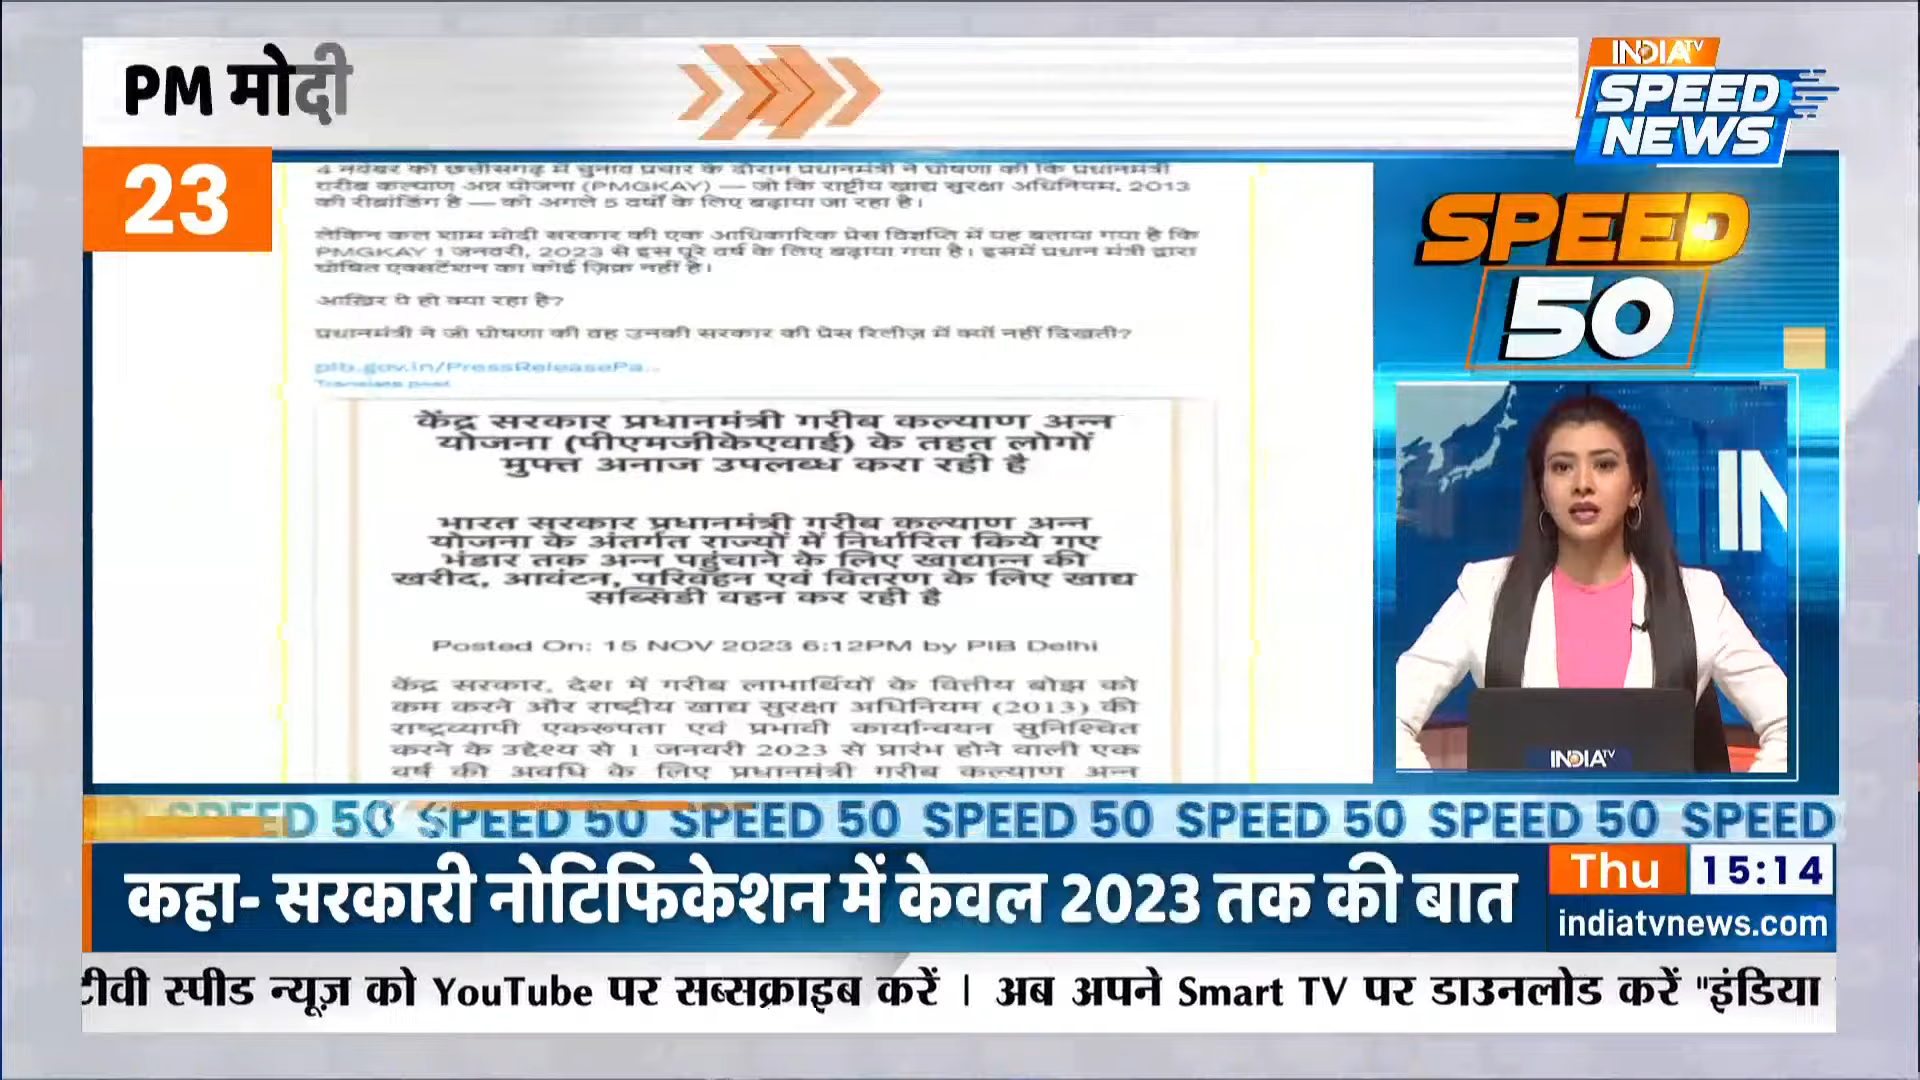 PM मोदी
INDIA TV
SPEED
NEWS
23
4 नवंबर को छत्तीसगढ़ में चुनाव प्रचार के दौरान प्रधानमंत्री ने घोषणा की कि प्रधानमंत्री
ग़रीब कल्याण अन्न योजना (PMGKAY) — जो कि राष्ट्रीय खाद्य सुरक्षा अधिनियम, 2013
की रीब्रांडिंग है — को अगले 5 वर्षों के लिए बढ़ाया जा रहा है।
लेकिन कल शाम मोदी सरकार की एक आधिकारिक प्रेस विज्ञप्ति में यह बताया गया है कि
PMGKAY 1 जनवरी, 2023 से इस पूरे वर्ष के लिए बढ़ाया गया है। इसमें प्रधान मंत्री द्वारा
घोषित एक्सटेंशन का कोई ज़िक्र नहीं है।
आख़िर ये हो क्या रहा है?
प्रधानमंत्री ने जो घोषणा की वह उनकी सरकार की प्रेस रिलीज़ में क्यों नहीं दिखती?
pib.gov.in/PressReleasePa...
Translate post
केंद्र सरकार प्रधानमंत्री गरीब कल्याण अन्न
योजना (पीएमजीकेएवाई) के तहत लोगों
मुफ्त अनाज उपलब्ध करा रही है
भारत सरकार प्रधानमंत्री गरीब कल्याण अन्न
योजना के अंतर्गत राज्यों में निर्धारित किये गए
भंडार तक अन्न पहुंचाने के लिए खाद्यान्न की
खरीद, आवंटन, परिवहन एवं वितरण के लिए खाद्य
सब्सिडी वहन कर रही है
Posted On: 15 NOV 2023 6:12PM by PIB Delhi
केंद्र सरकार, देश में गरीब लाभार्थियों के वित्तीय बोझ को
कम करने और राष्ट्रीय खाद्य सुरक्षा अधिनियम (2013) की
राष्ट्रव्यापी एकरूपता एवं प्रभावी कार्यान्वयन सुनिश्चित
करने के उद्देश्य से 1 जनवरी 2023 से प्रारंभ होने वाली एक
वर्ष की अवधि के लिए प्रधानमंत्री गरीब कल्याण अन्न
SPEED
50
IN
INDIA TV
SPEED 50 SPEED 50 SPEED 50 SPEED 50 SPEED 50 SPEED 50 SPEED
कहा- सरकारी नोटिफिकेशन में केवल 2023 तक की बात
Thu 15:14
indiatvnews.com
टीवी स्पीड न्यूज़ को YouTube पर सब्सक्राइब करें | अब अपने Smart TV पर डाउनलोड करें "इंडिया